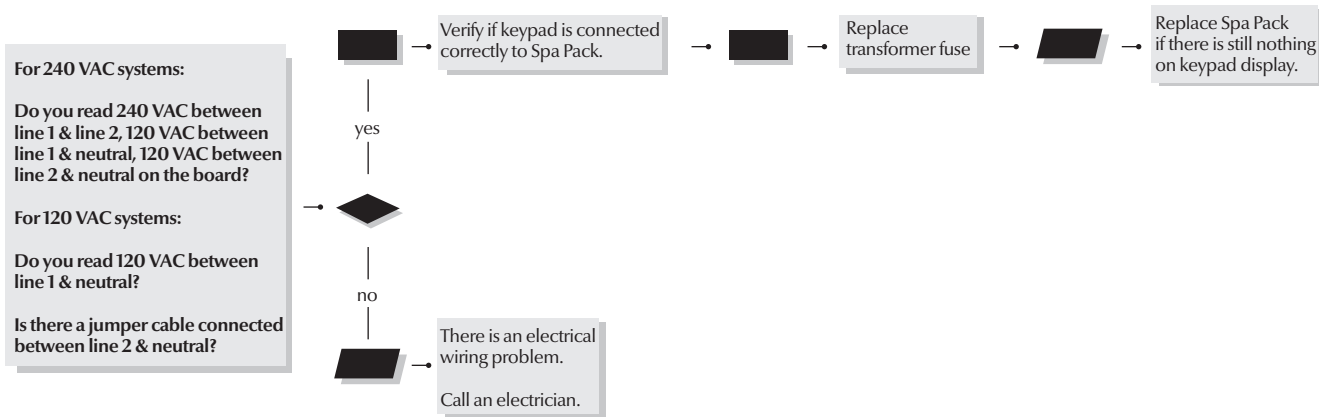 For 240 VAC systems:
Do you read 240 VAC between
line 1 & line 2, 120 VAC between
line 1 & neutral, 120 VAC between
line 2 & neutral on the board?
For 120 VAC systems:
Do you read 120 VAC between
line 1 & neutral?
Is there a jumper cable connected
between line 2 & neutral?
yes
Verify if keypad is connected
correctly to Spa Pack.
Replace
transformer fuse
Replace Spa Pack
if there is still nothing
on keypad display.
no
There is an electrical
wiring problem.
Call an electrician.